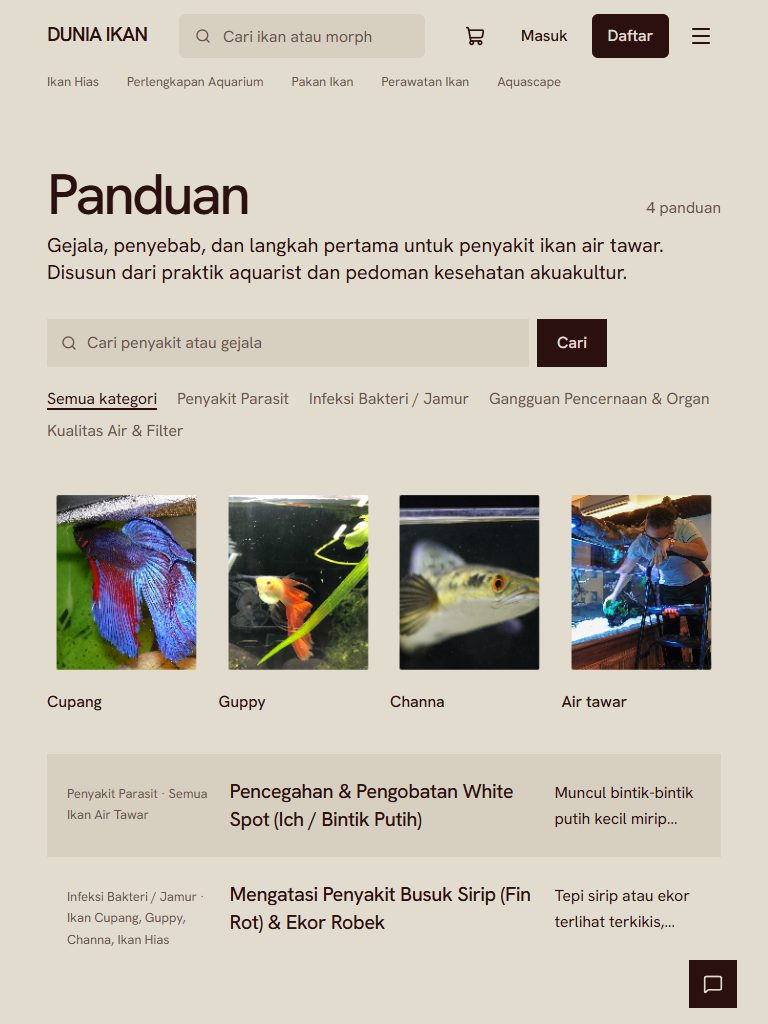 DUNIA IKAN
Cari ikan atau morph
Masuk
Daftar
Ikan Hias
Perlengkapan Aquarium
Pakan Ikan
Perawatan Ikan
Aquascape
Panduan
4 panduan
Gejala, penyebab, dan langkah pertama untuk penyakit ikan air tawar.
Disusun dari praktik aquarist dan pedoman kesehatan akuakultur.
Cari penyakit atau gejala
Cari
Semua kategori
Penyakit Parasit
Infeksi Bakteri / Jamur
Gangguan Pencernaan & Organ
Kualitas Air & Filter
Cupang
Guppy
Channa
Air tawar
Penyakit Parasit · Semua
Ikan Air Tawar
Pencegahan & Pengobatan White
Spot (Ich / Bintik Putih)
Muncul bintik-bintik
putih kecil mirip...
Infeksi Bakteri / Jamur ·
Ikan Cupang, Guppy,
Channa, Ikan Hias
Mengatasi Penyakit Busuk Sirip (Fin
Rot) & Ekor Robek
Tepi sirip atau ekor
terlihat terkikis,...